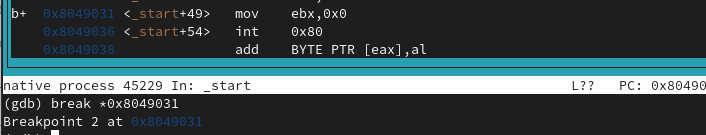 b+ 0x8049031 <_start+49> mov ebx,0x0
0x8049036 <_start+54> int 0x80
0x8049038 add BYTE PTR [eax],al
native process 45229 In: _start L?? PC: 0x80490
(gdb) break *0x8049031
Breakpoint 2 at 0x8049031